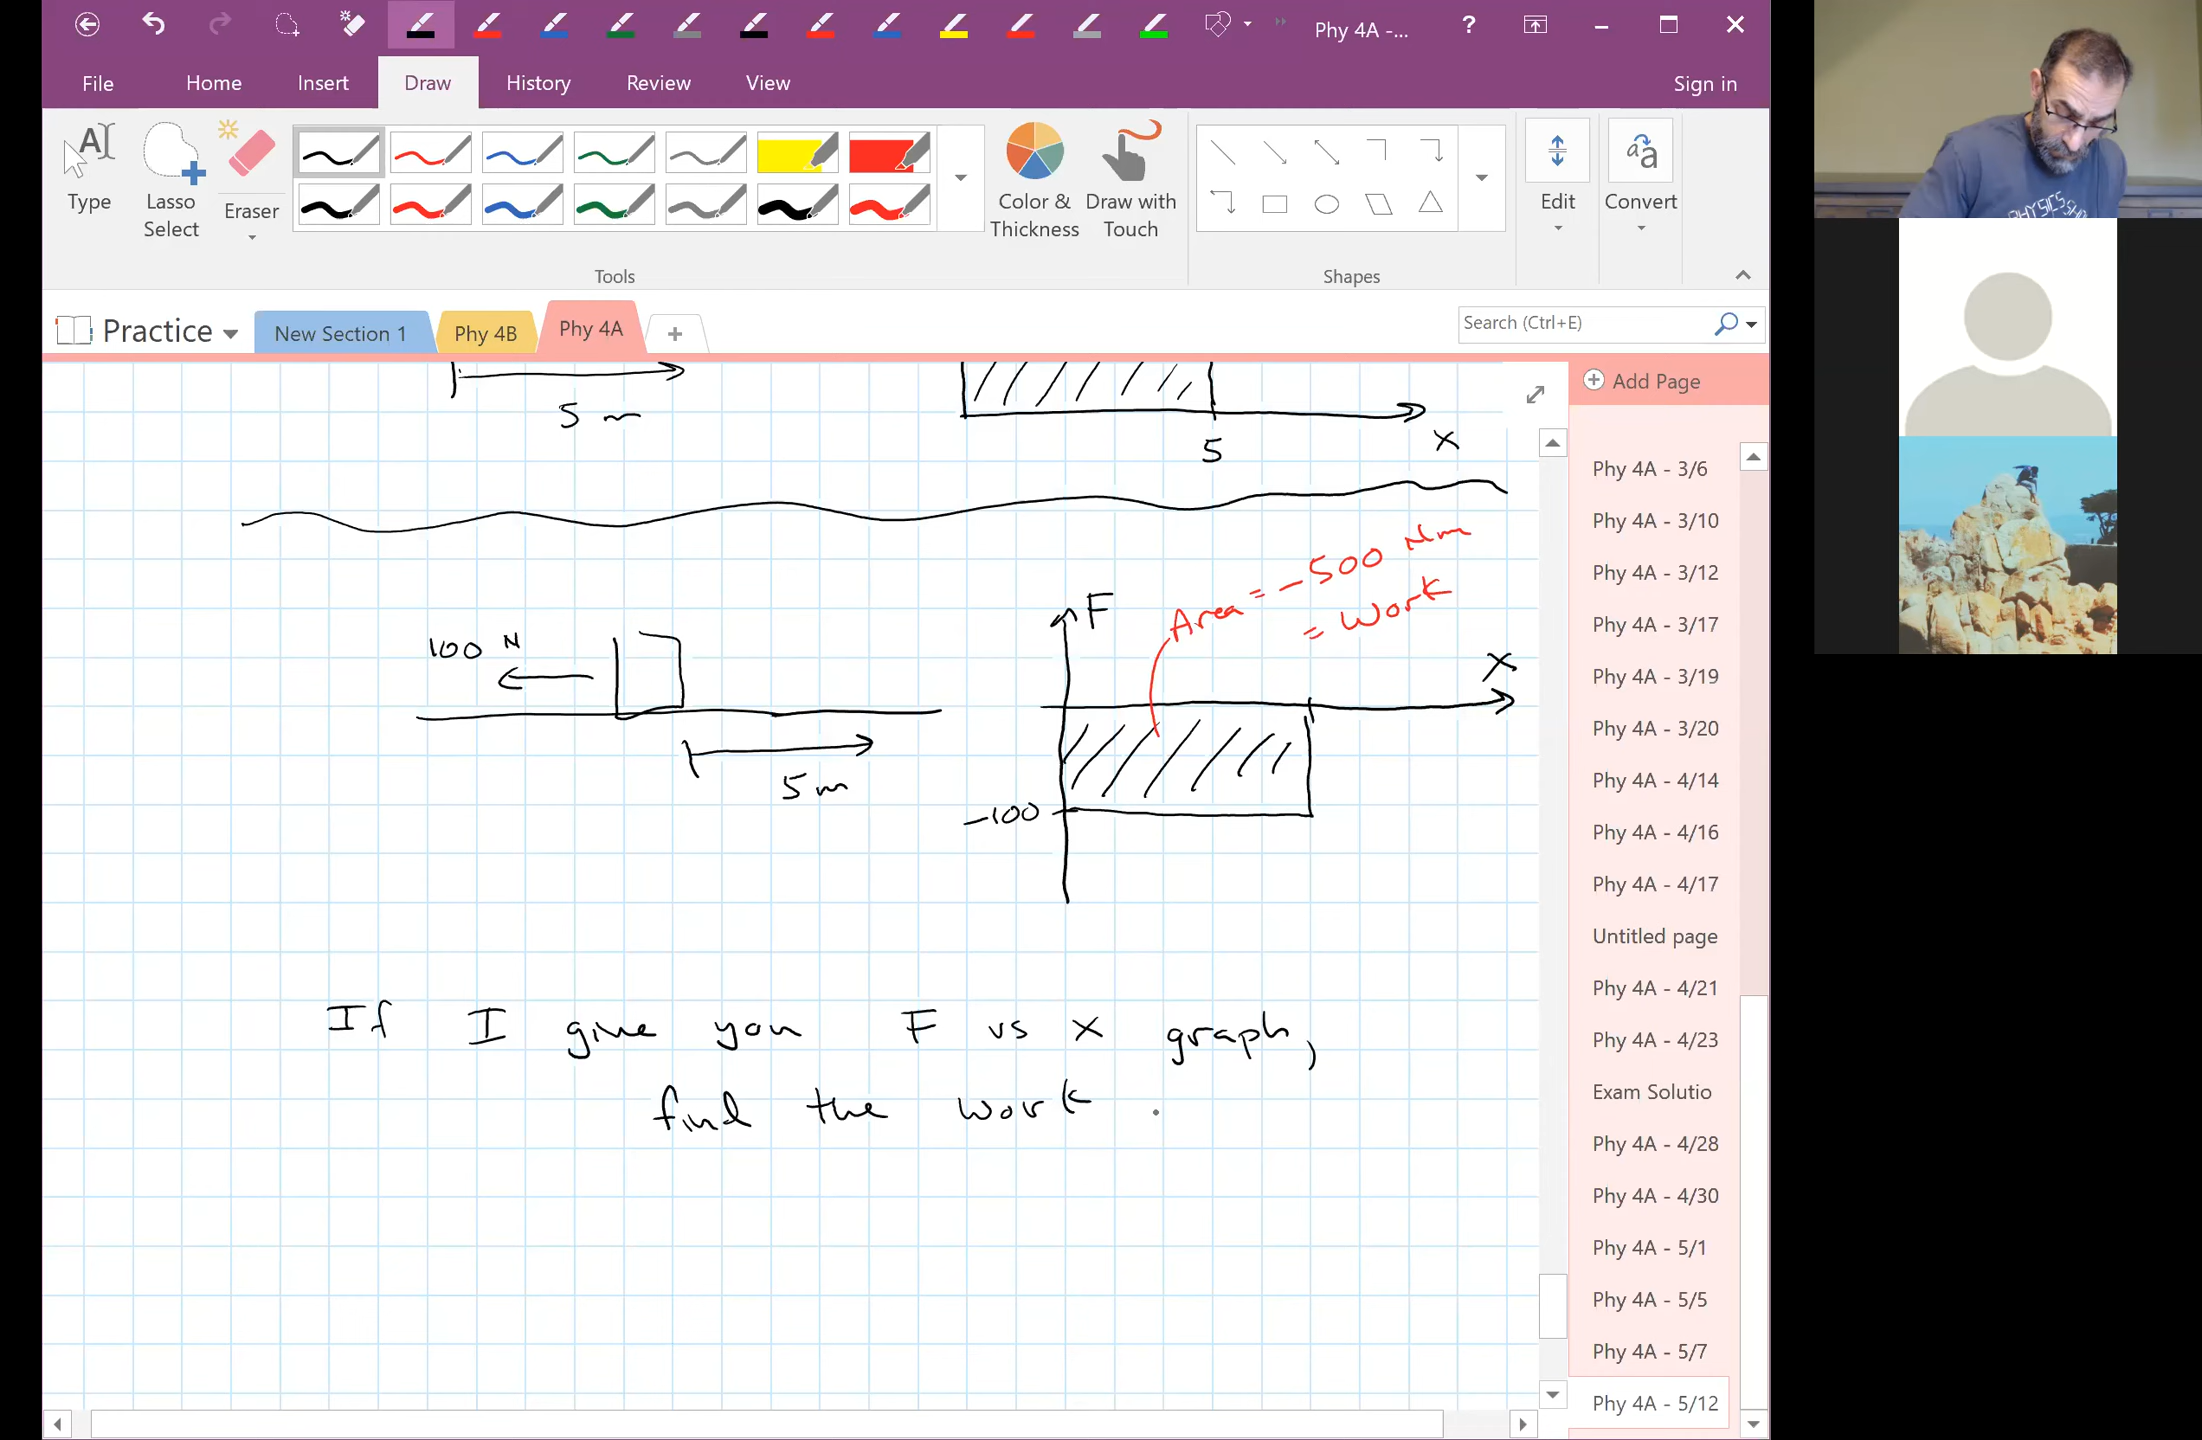 Phy 4A -...
?
File Home Insert Draw History Review View Sign in
Type
Lasso Select
Eraser
Color & Thickness
Draw with Touch
Edit
Convert
Tools
Shapes
Practice
New Section 1
Phy 4B
Phy 4A
Search (Ctrl+E)
Add Page
Phy 4A - 3/6
Phy 4A - 3/10
Phy 4A - 3/12
Phy 4A - 3/17
Phy 4A - 3/19
Phy 4A - 3/20
Phy 4A - 4/14
Phy 4A - 4/16
Phy 4A - 4/17
Untitled page
Phy 4A - 4/21
Phy 4A - 4/23
Exam Solutio
Phy 4A - 4/28
Phy 4A - 4/30
Phy 4A - 5/1
Phy 4A - 5/5
Phy 4A - 5/7
Phy 4A - 5/12
5 m
5
x
100 N
5 m
F
Area = -500 Nm
= Work
x
-100
If I give you F vs x graph,
find the work .
PHYSICS